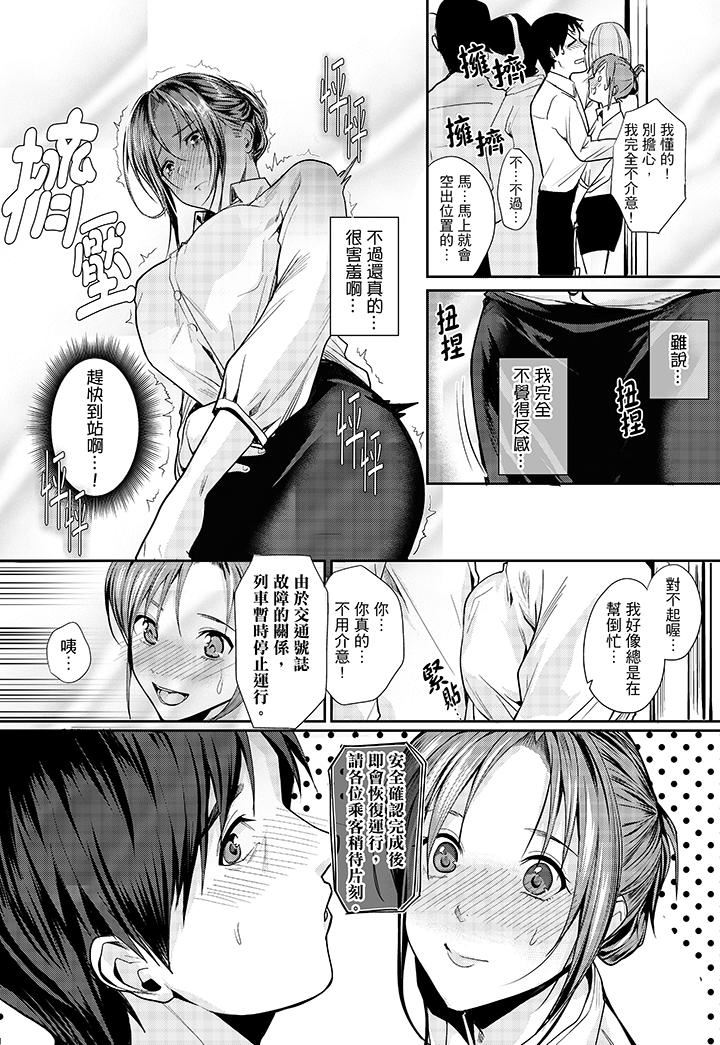 擁擠
擁擠
我懂的！
別擔心，
我完全不介意！
不…不過…
馬…馬上就會
空出位置的…
扭捏
扭捏
雖說…
我完全
不覺得反感…
怦怦
擠壓
不過還真的…
很害羞啊…
趕快到站啊…！
怦怦
怦怦
對不起喔…
我好像總是在
幫倒忙…
緊貼…
你…
你真的…
不用介意！
由於交通號誌
故障的關係，
列車暫時停止運行。
咦…
安全確認完成後
即會恢復運行，
請各位乘客稍待片刻。